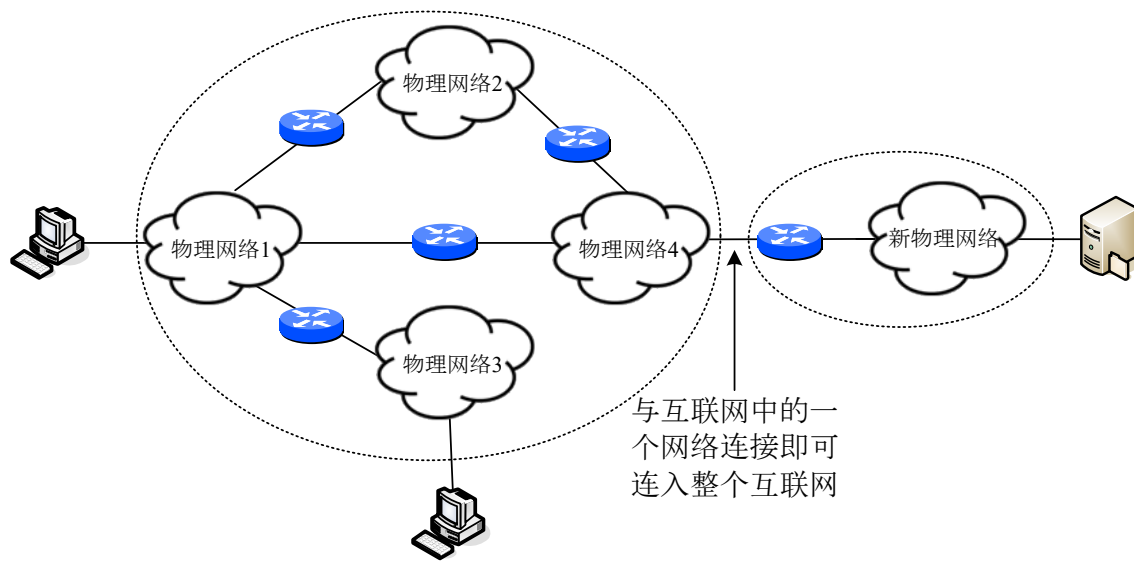 物理网络2
物理网络1
物理网络4
新物理网络
物理网络3
与互联网中的一
个网络连接即可
连入整个互联网